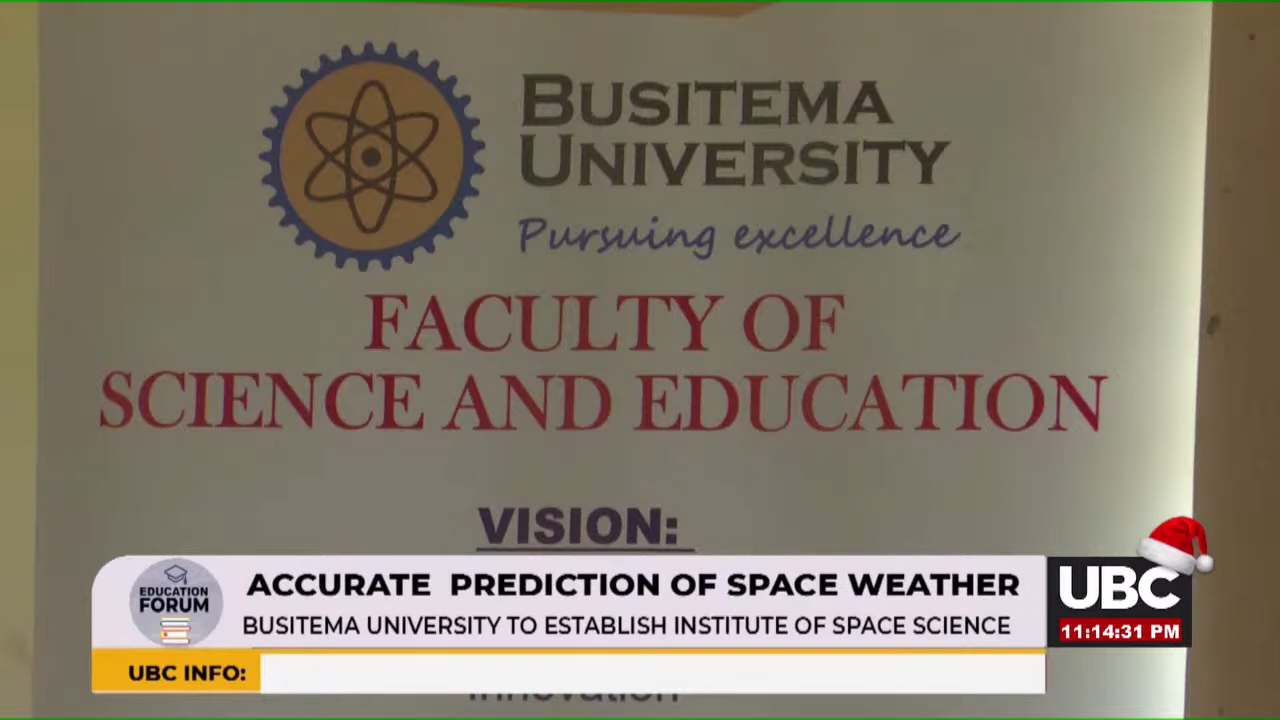 BUSITEMA
UNIVERSITY
Pursuing excellence
FACULTY OF
SCIENCE AND EDUCATION
VISION:
EDUCATION
FORUM
ACCURATE PREDICTION OF SPACE WEATHER
BUSITEMA UNIVERSITY TO ESTABLISH INSTITUTE OF SPACE SCIENCE
UBC
11:14:31 PM
UBC INFO:
innovation